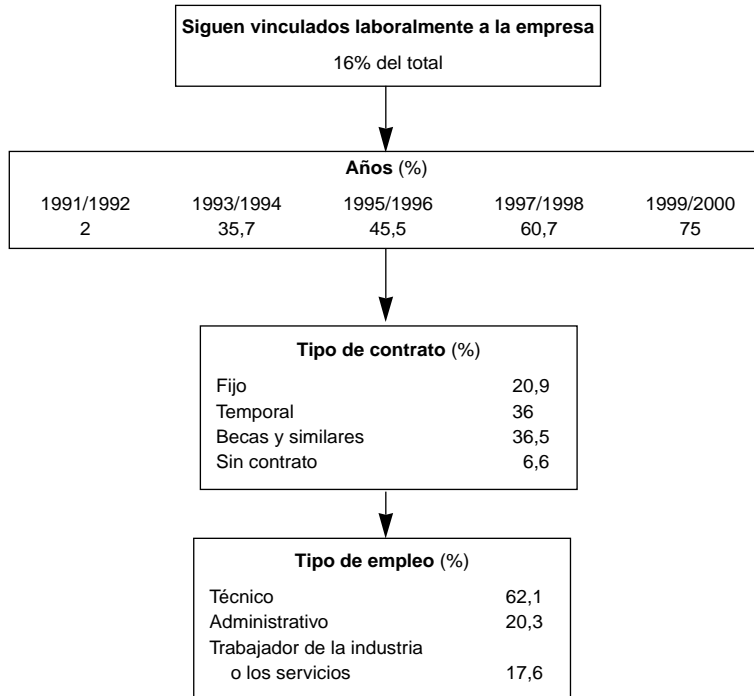 Siguen vinculados laboralmente a la empresa
16% del total
Años (%)
1991/1992 1993/1994 1995/1996 1997/1998 1999/2000
2 35,7 45,5 60,7 75
Tipo de contrato (%)
Fijo 20,9
Temporal 36
Becas y similares 36,5
Sin contrato 6,6
Tipo de empleo (%)
Técnico 62,1
Administrativo 20,3
Trabajador de la industria
o los servicios 17,6